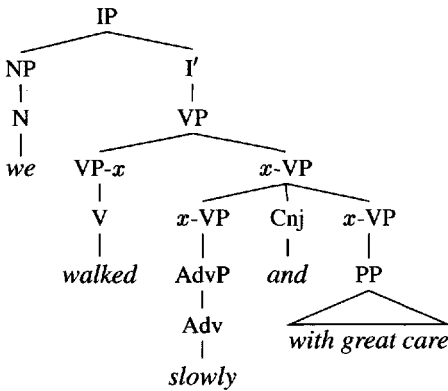 IP
NP I′
N VP
we VP-x x-VP
V x-VP Cnj x-VP
walked AdvP and PP
Adv with great care
slowly